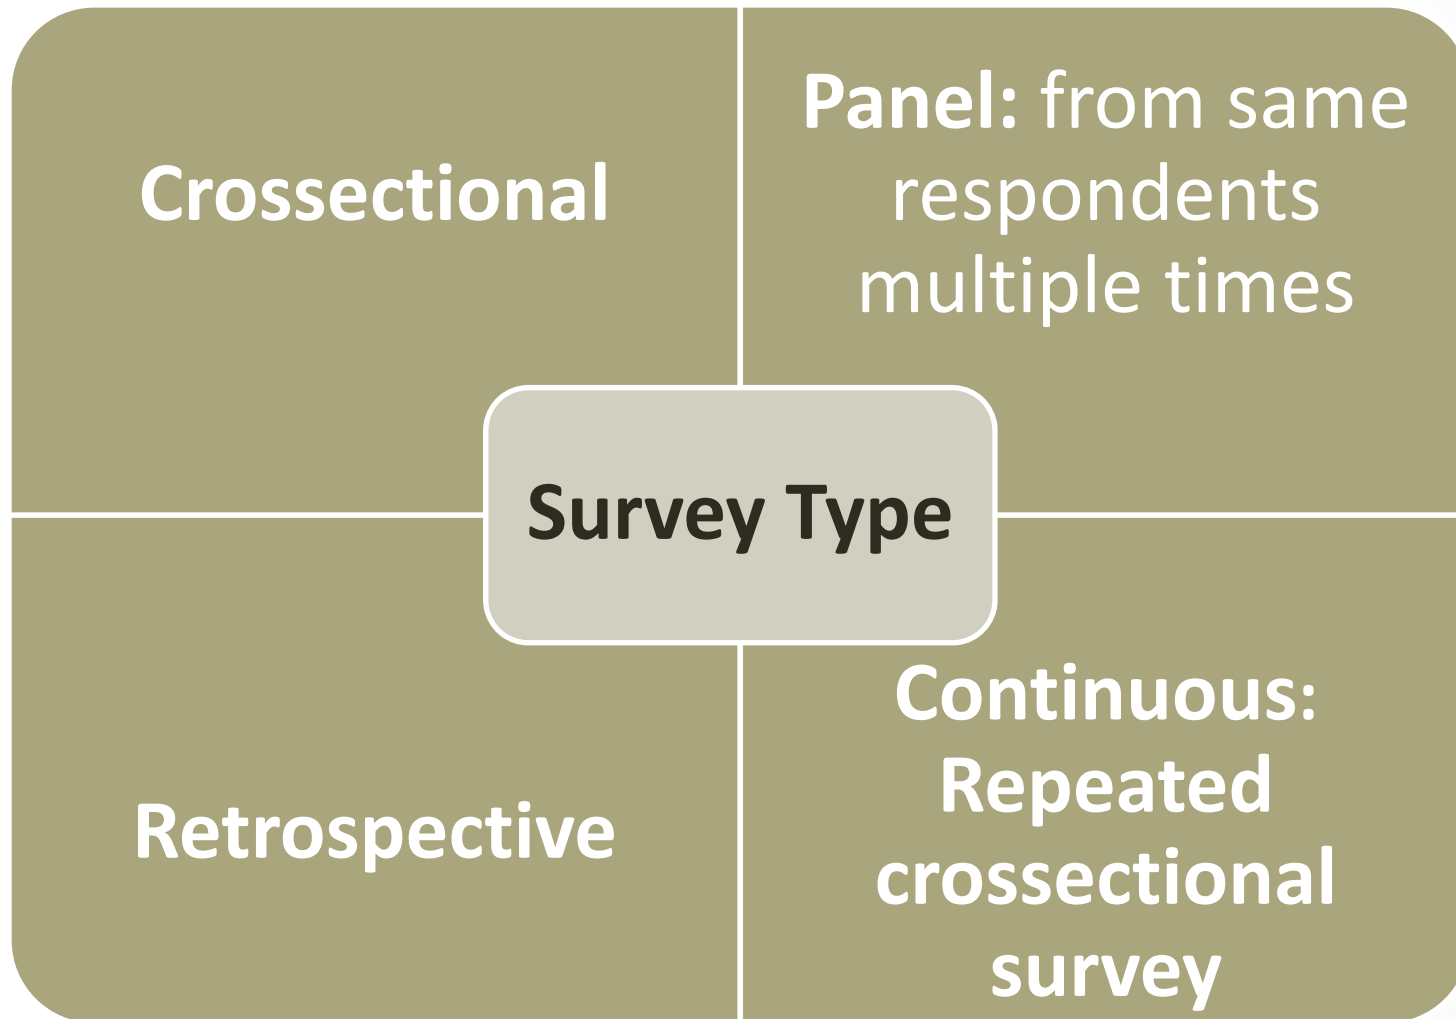 Crossectional
Panel: from same
respondents
multiple times
Survey Type
Retrospective
Continuous:
Repeated
crossectional
survey